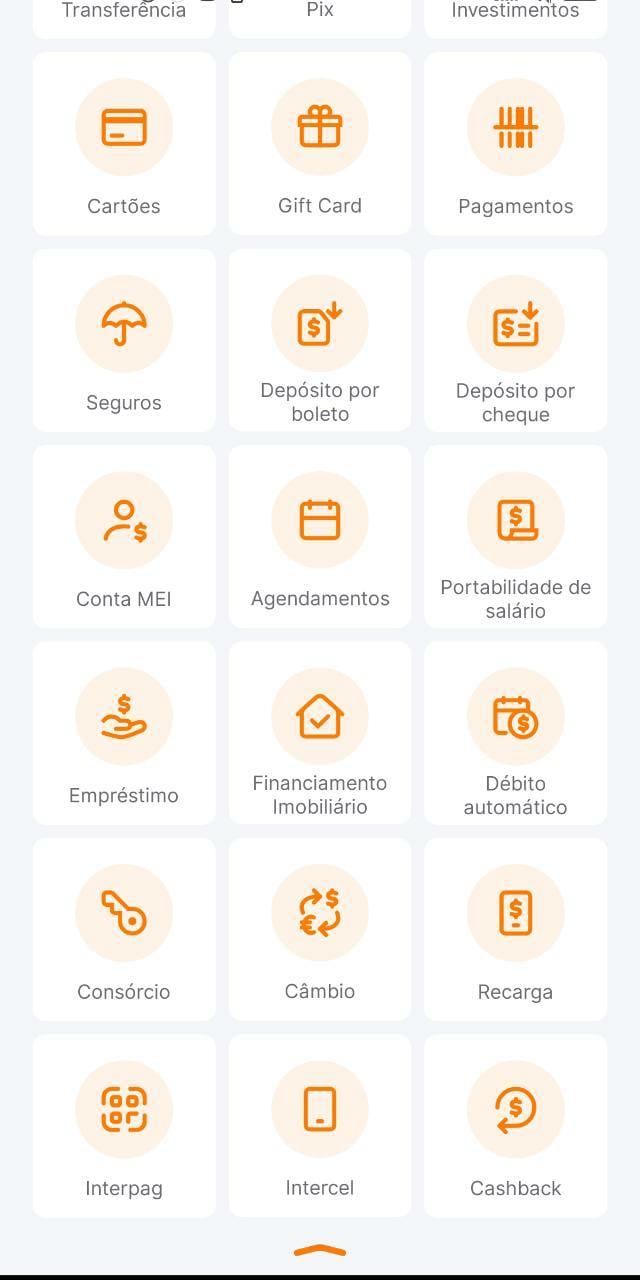 Transferência
Pix
Investimentos
Cartões
Gift Card
Pagamentos
Seguros
Depósito por
boleto
Depósito por
cheque
Conta MEI
Agendamentos
Portabilidade de
salário
Empréstimo
Financiamento
Imobiliário
Débito
automático
Consórcio
Câmbio
Recarga
Interpag
Intercel
Cashback